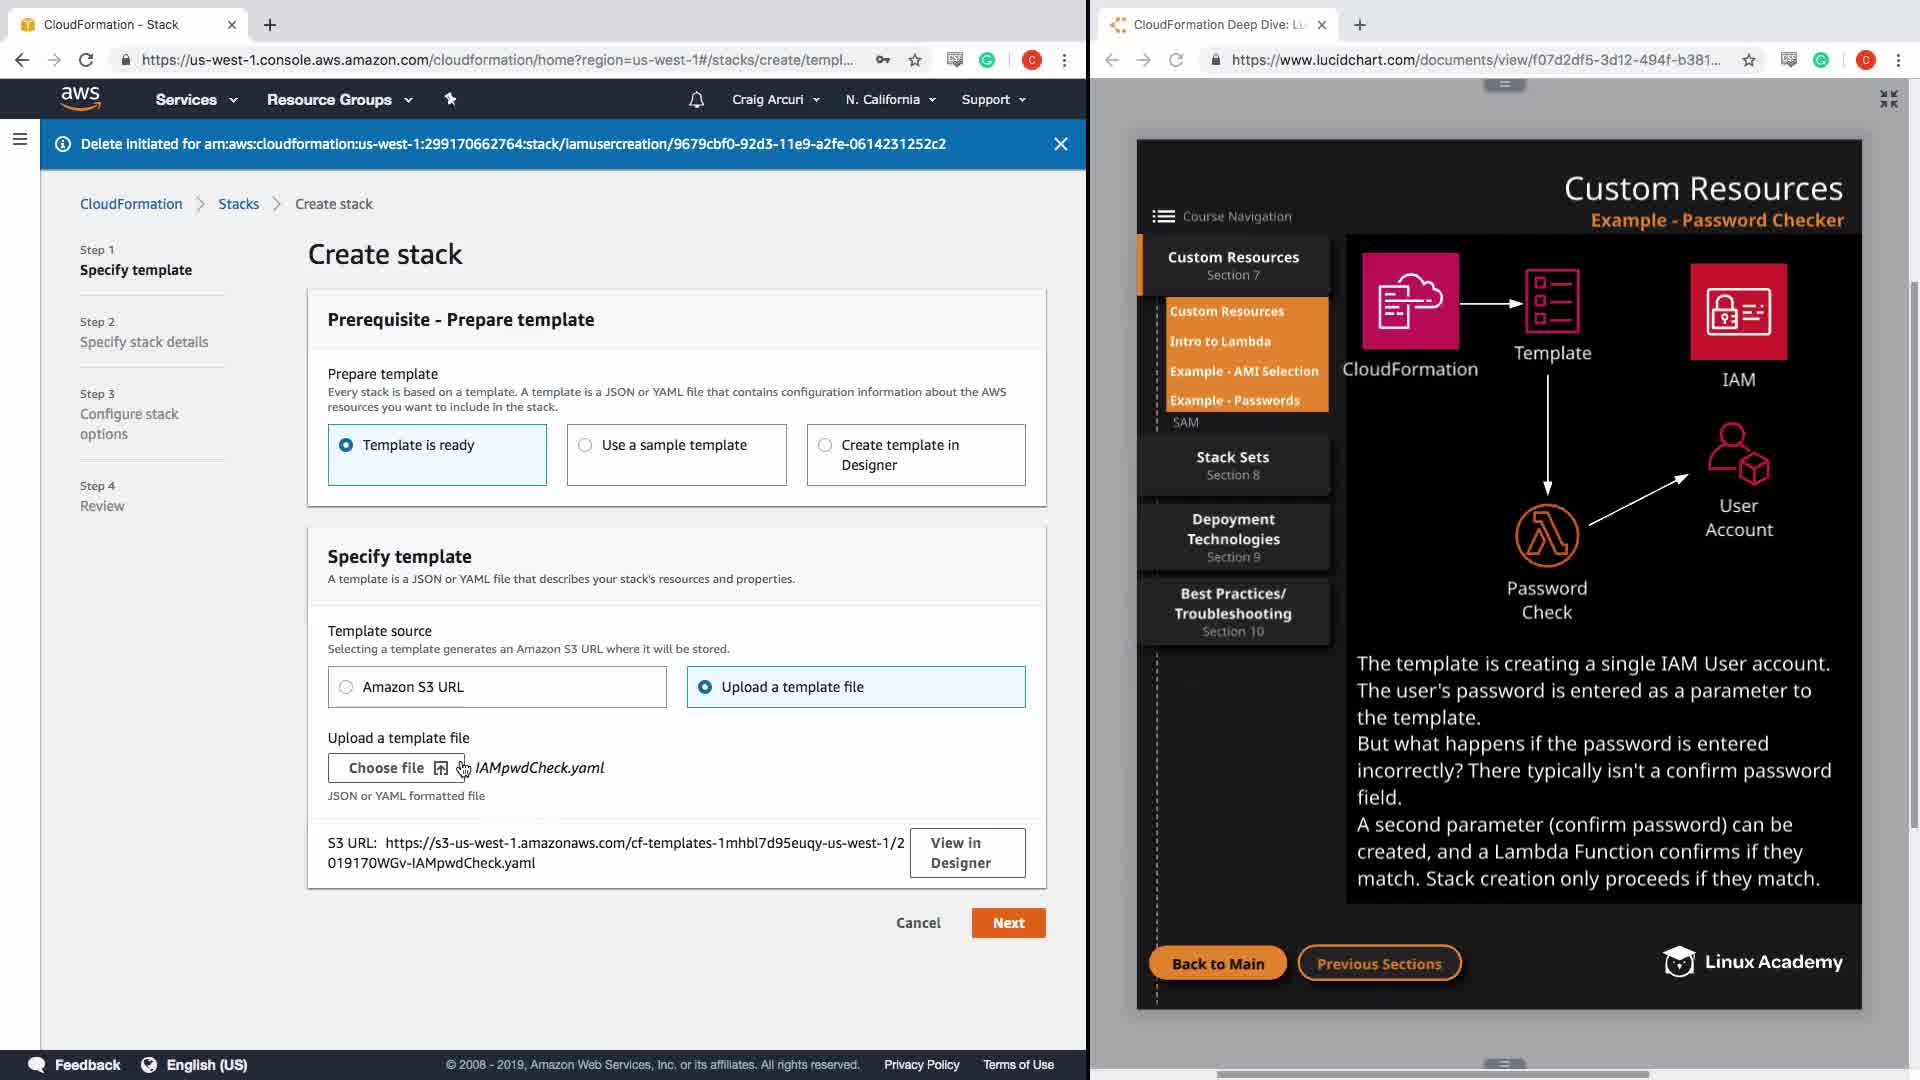 CloudFormation - Stack
https://us-west-1.console.aws.amazon.com/cloudformation/home?region=us-west-1#/stacks/create/templ...
C
aws
Services
Resource Groups
Craig Arcuri
N. California
Support
Delete initiated for arn:aws:cloudformation:us-west-1:299170662764:stack/iamusercreation/9679cbf0-92d3-11e9-a2fe-0614231252c2
CloudFormation
Stacks
Create stack
Step 1
Specify template
Step 2
Specify stack details
Step 3
Configure stack
options
Step 4
Review
Create stack
Prerequisite - Prepare template
Prepare template
Every stack is based on a template. A template is a JSON or YAML file that contains configuration information about the AWS
resources you want to include in the stack.
Template is ready
Use a sample template
Create template in
Designer
Specify template
A template is a JSON or YAML file that describes your stack's resources and properties.
Template source
Selecting a template generates an Amazon S3 URL where it will be stored.
Amazon S3 URL
Upload a template file
Upload a template file
Choose file
IAMpwdCheck.yaml
JSON or YAML formatted file
S3 URL: https://s3-us-west-1.amazonaws.com/cf-templates-1mhbl7d95euqy-us-west-1/2
019170WGv-IAMpwdCheck.yaml
View in
Designer
Cancel
Next
Feedback
English (US)
© 2008 - 2019, Amazon Web Services, Inc. or its affiliates. All rights reserved.
Privacy Policy
Terms of Use
CloudFormation Deep Dive: Lu
https://www.lucidchart.com/documents/view/f07d2df5-3d12-494f-b381...
C
Custom Resources
Example - Password Checker
Course Navigation
Custom Resources
Section 7
Custom Resources
Intro to Lambda
Example - AMI Selection
Example - Passwords
SAM
Stack Sets
Section 8
Depoyment
Technologies
Section 9
Best Practices/
Troubleshooting
Section 10
CloudFormation
Template
IAM
User
Account
Password
Check
The template is creating a single IAM User account.
The user's password is entered as a parameter to
the template.
But what happens if the password is entered
incorrectly? There typically isn't a confirm password
field.
A second parameter (confirm password) can be
created, and a Lambda Function confirms if they
match. Stack creation only proceeds if they match.
Back to Main
Previous Sections
Linux Academy